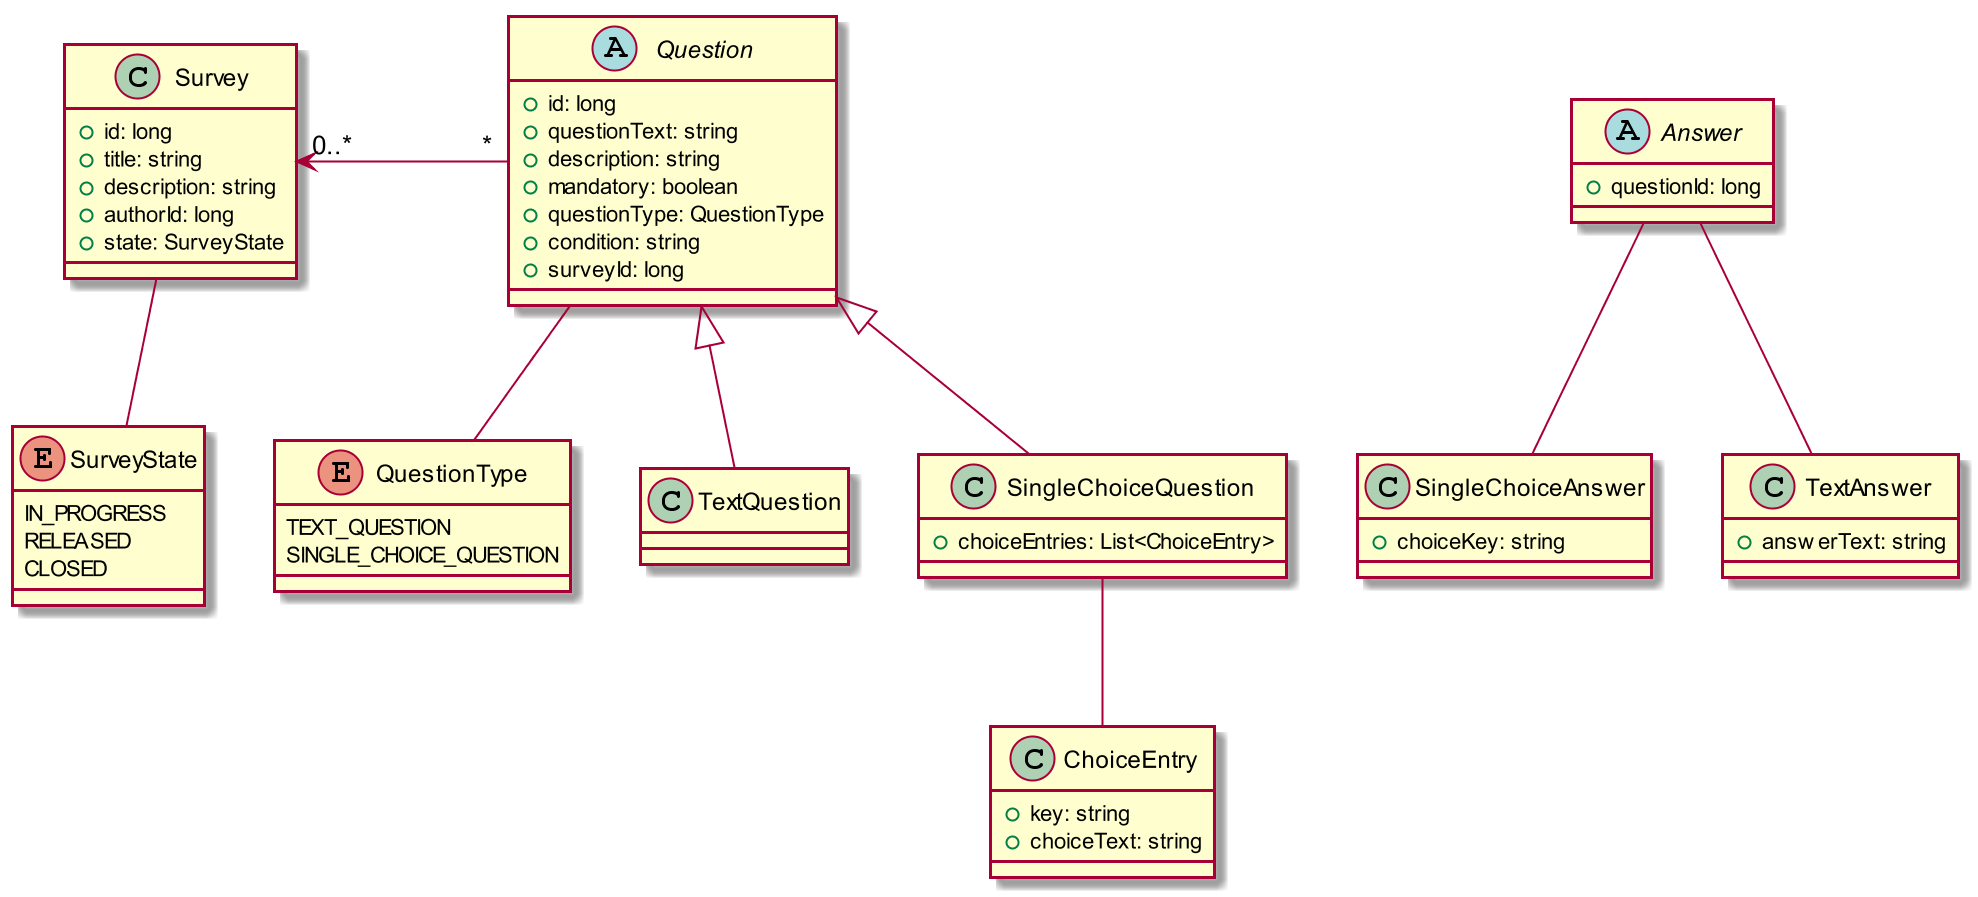 C Survey
id: long
title: string
description: string
authorId: long
state: SurveyState
0..*
*
A Question
id: long
questionText: string
description: string
mandatory: boolean
questionType: QuestionType
condition: string
surveyId: long
A Answer
questionId: long
E SurveyState
IN_PROGRESS
RELEASED
CLOSED
E QuestionType
TEXT_QUESTION
SINGLE_CHOICE_QUESTION
C TextQuestion
C SingleChoiceQuestion
choiceEntries: List<ChoiceEntry>
C SingleChoiceAnswer
choiceKey: string
C TextAnswer
answerText: string
C ChoiceEntry
key: string
choiceText: string